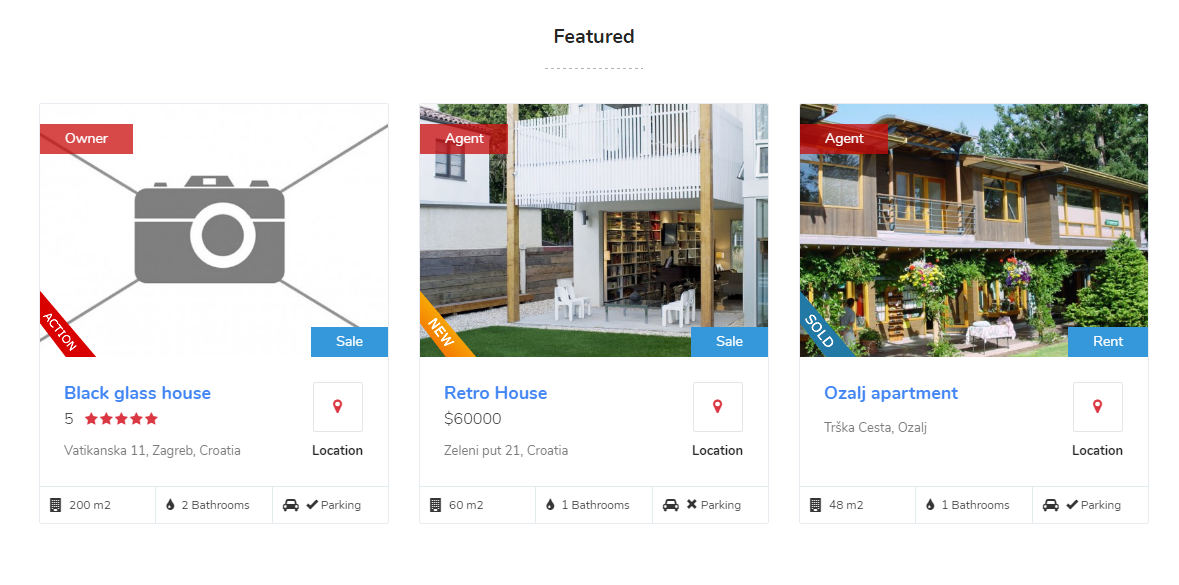 Featured
Owner
ACTION
Sale
Black glass house
5
Vatikanska 11, Zagreb, Croatia
Location
200 m2
2 Bathrooms
Parking
Agent
NEW
Sale
Retro House
$60000
Zeleni put 21, Croatia
Location
60 m2
1 Bathrooms
Parking
Agent
SOLD
Rent
Ozalj apartment
Trška Cesta, Ozalj
Location
48 m2
1 Bathrooms
Parking